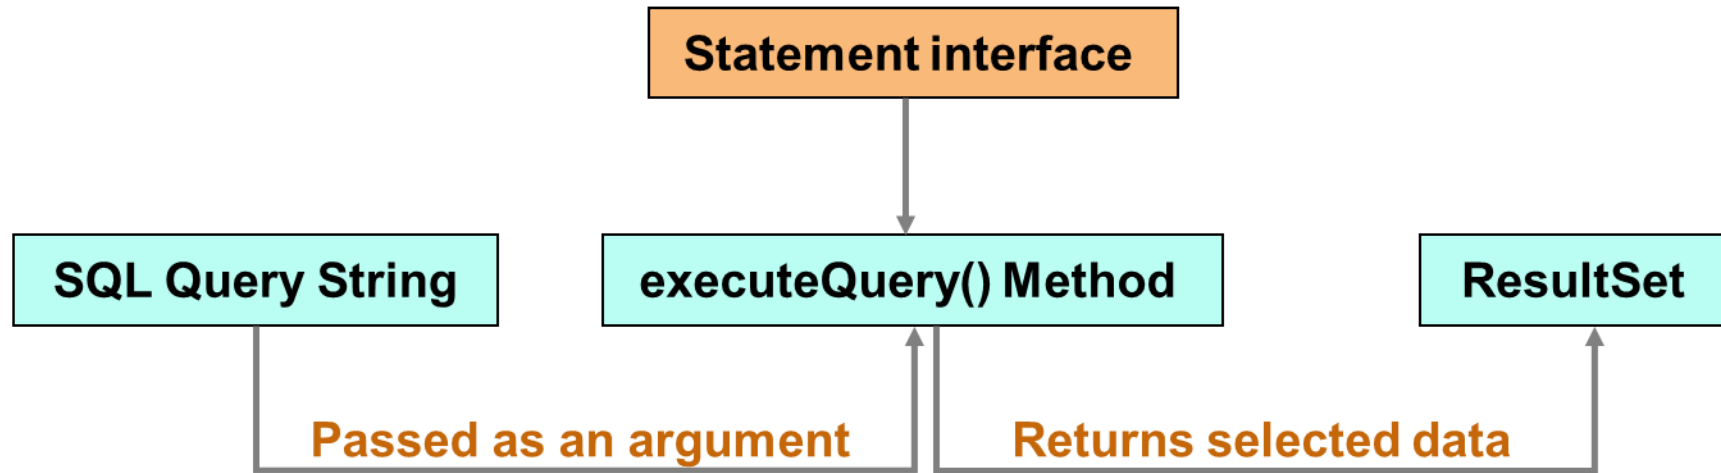 Statement interface
SQL Query String
executeQuery() Method
ResultSet
Passed as an argument
Returns selected data